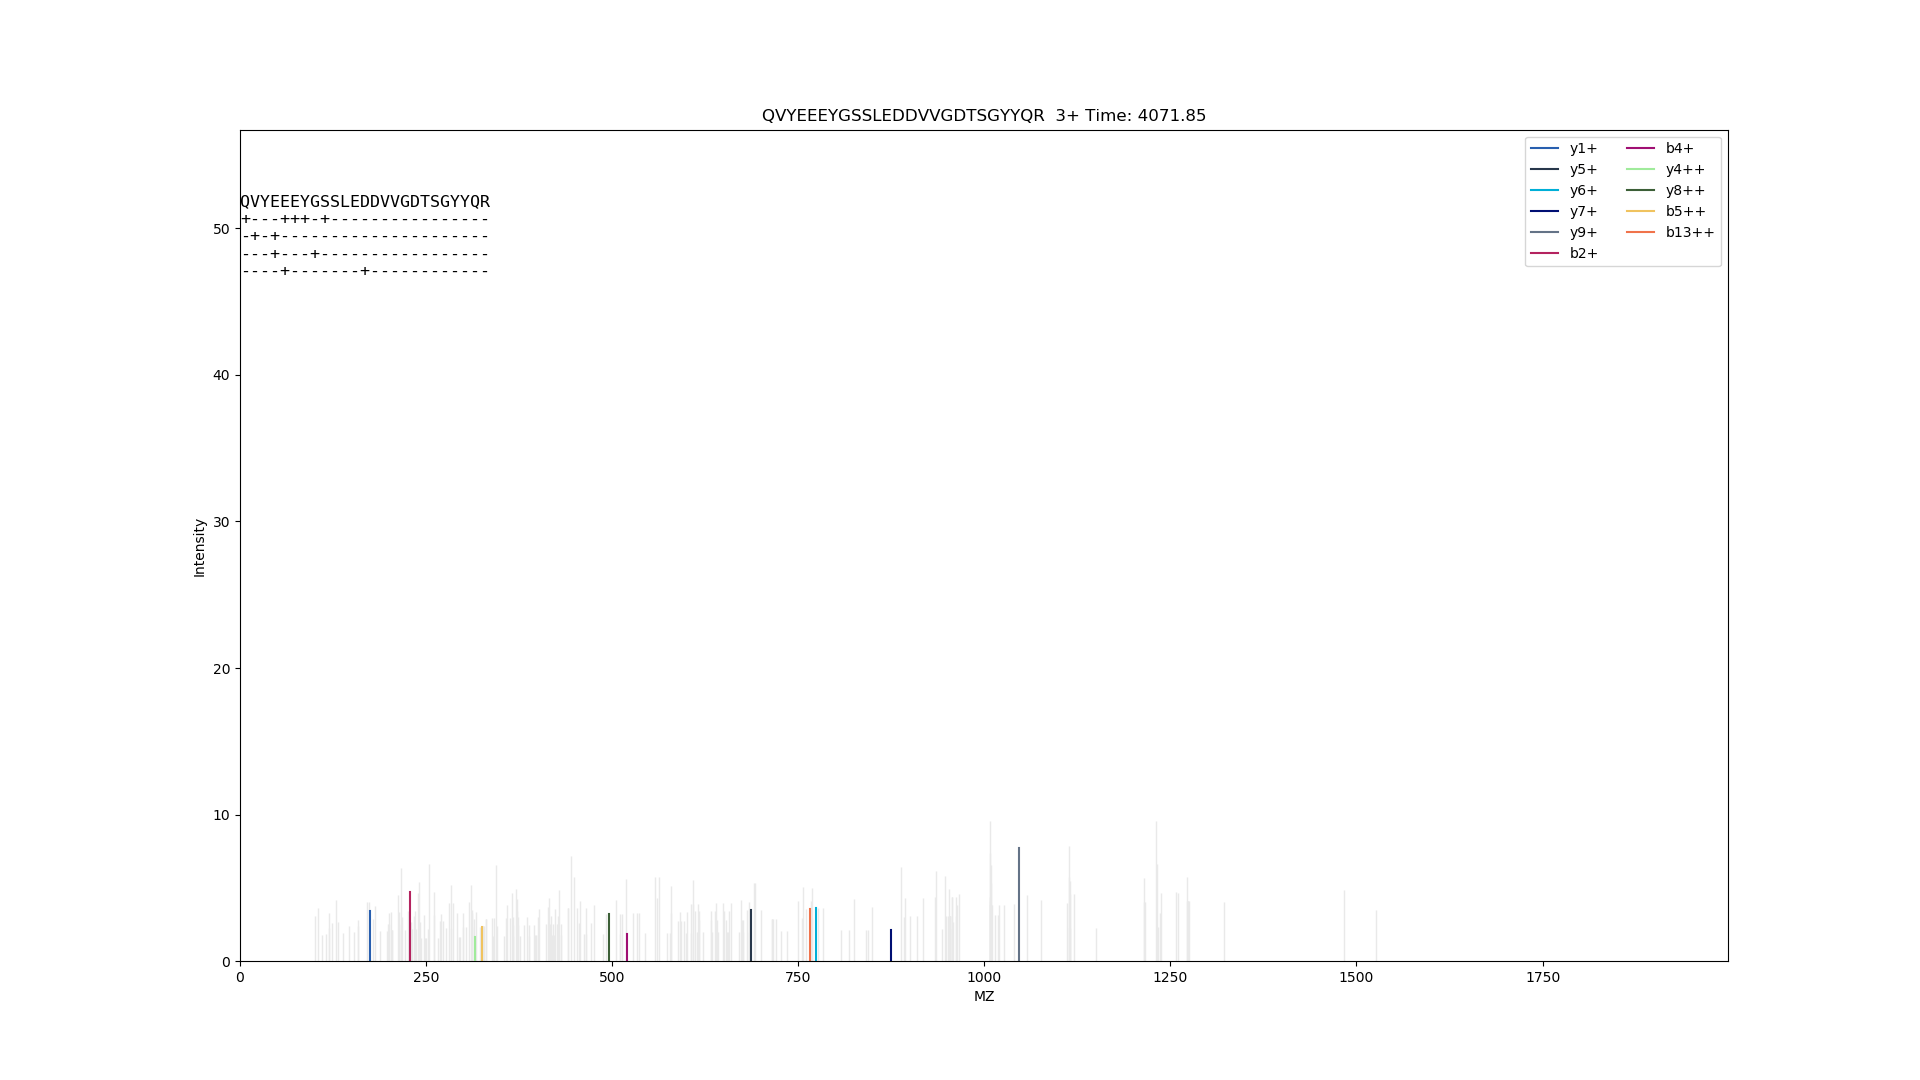 QVYEEEYGSSLEDDVVGDTSGYYQR  3+ Time: 4071.85
y1+
y5+
y6+
y7+
y9+
b2+
b4+
y4++
y8++
b5++
b13++
QVYEEEYGSSLEDDVVGDTSGYYQR
+---+++-+----------------
-+-+---------------------
---+---+-----------------
----+-------+------------
50
40
30
20
10
0
Intensity
0 250 500 750 1000 1250 1500 1750
MZ